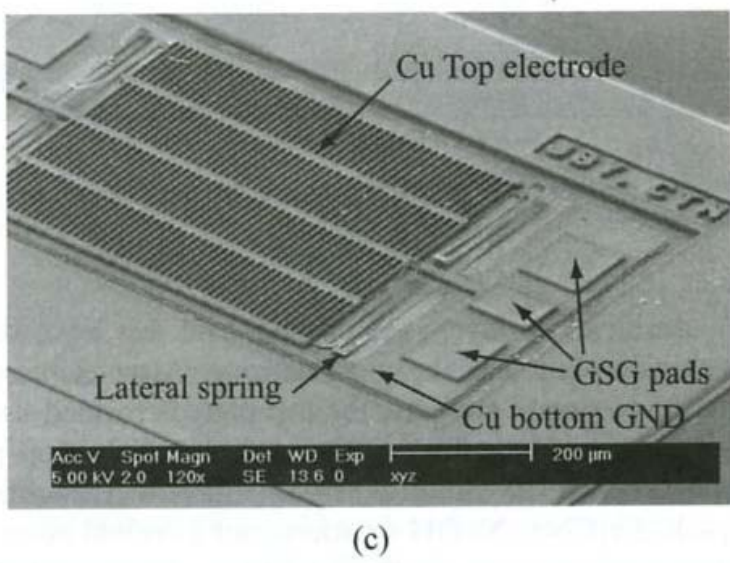 Cu Top electrode
GSG pads
Lateral spring
Cu bottom GND
Acc V Spot Magn Det WD Exp 200 µm
5.00 kV 2.0 120x SE 13.6 0 xyz
(c)